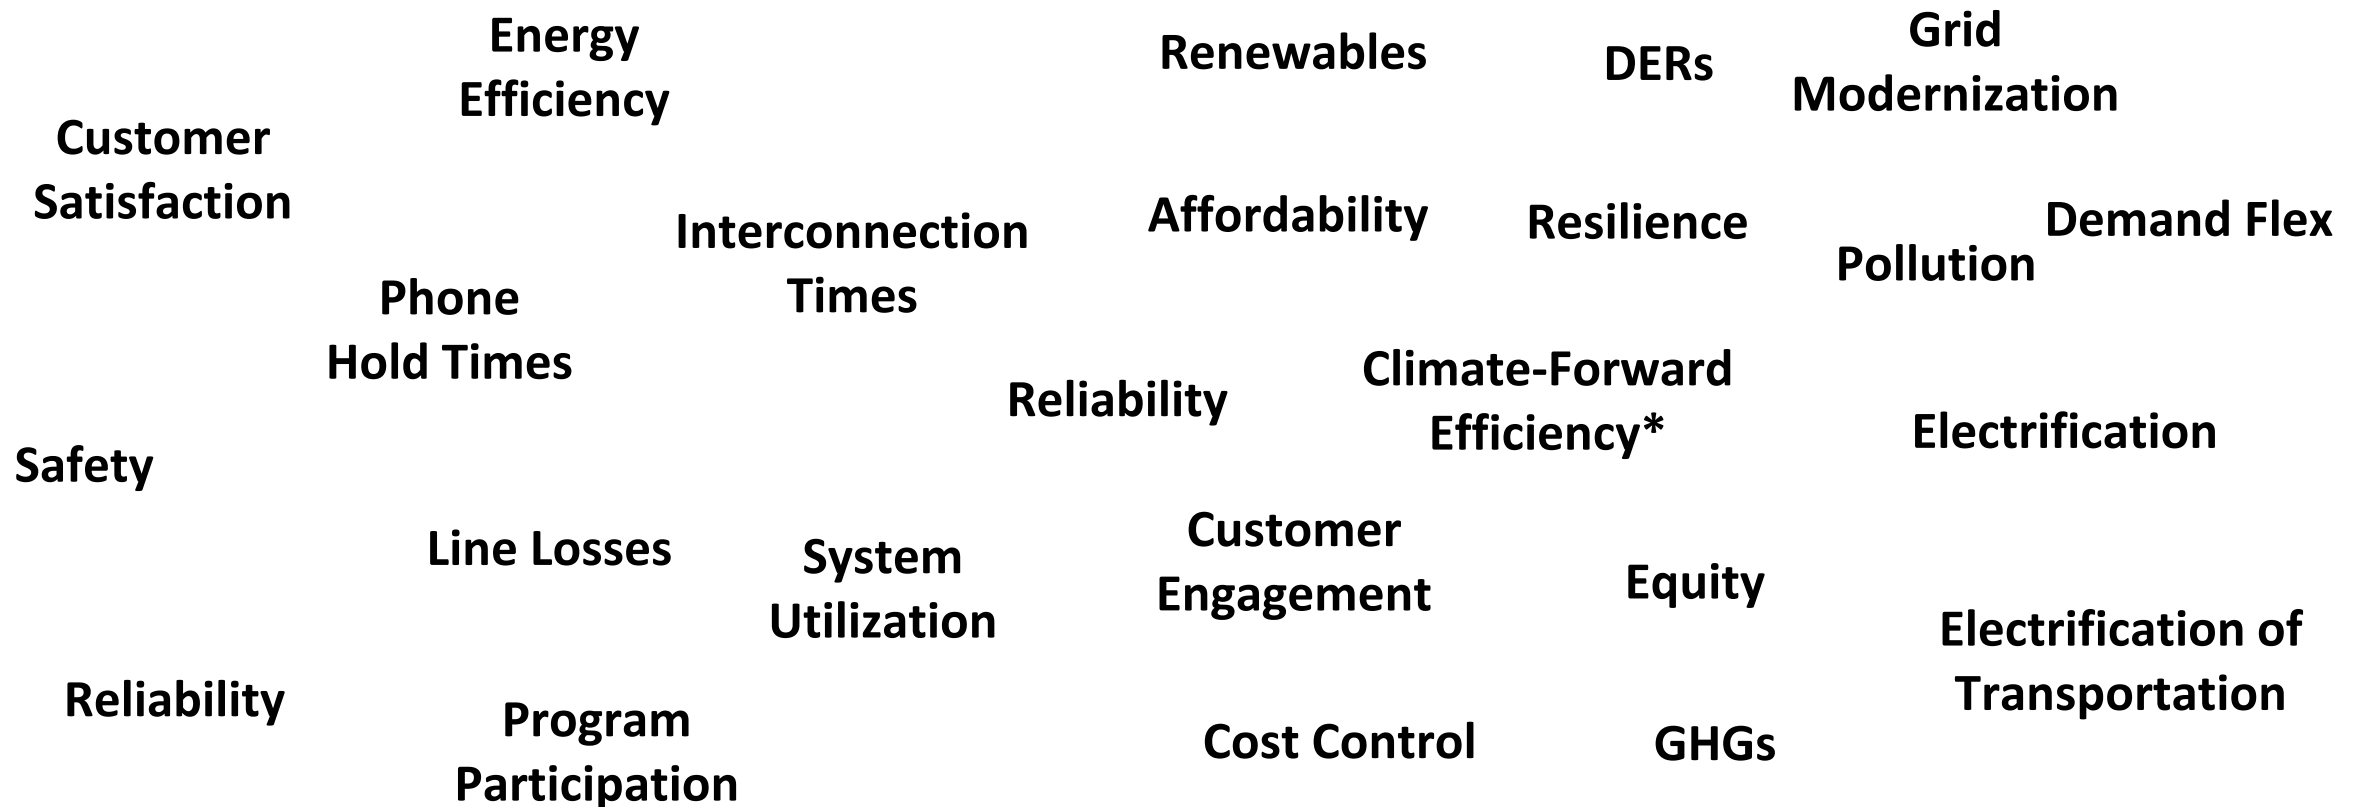 Energy
Efficiency
Renewables
DERs
Grid
Modernization
Customer
Satisfaction
Interconnection
Times
Affordability
Resilience
Demand Flex
Pollution
Phone
Hold Times
Reliability
Climate-Forward
Efficiency*
Electrification
Safety
Line Losses
System
Utilization
Customer
Engagement
Equity
Electrification of
Transportation
Reliability
Program
Participation
Cost Control
GHGs